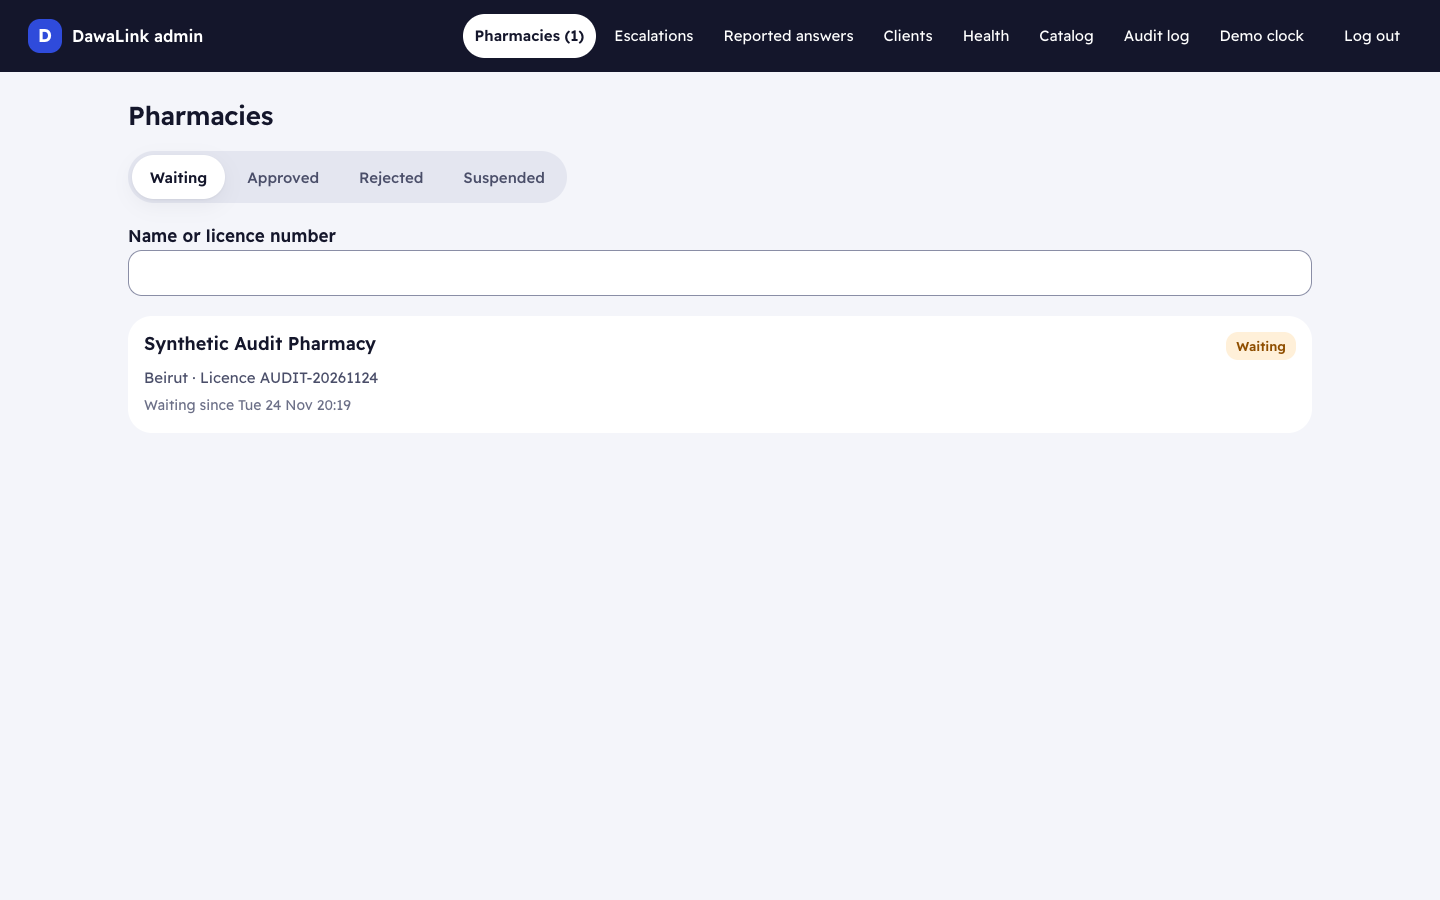 D DawaLink admin Pharmacies (1) Escalations Reported answers Clients Health Catalog Audit log Demo clock Log out
Pharmacies
Waiting Approved Rejected Suspended
Name or licence number
Synthetic Audit Pharmacy Waiting
Beirut · Licence AUDIT-20261124
Waiting since Tue 24 Nov 20:19